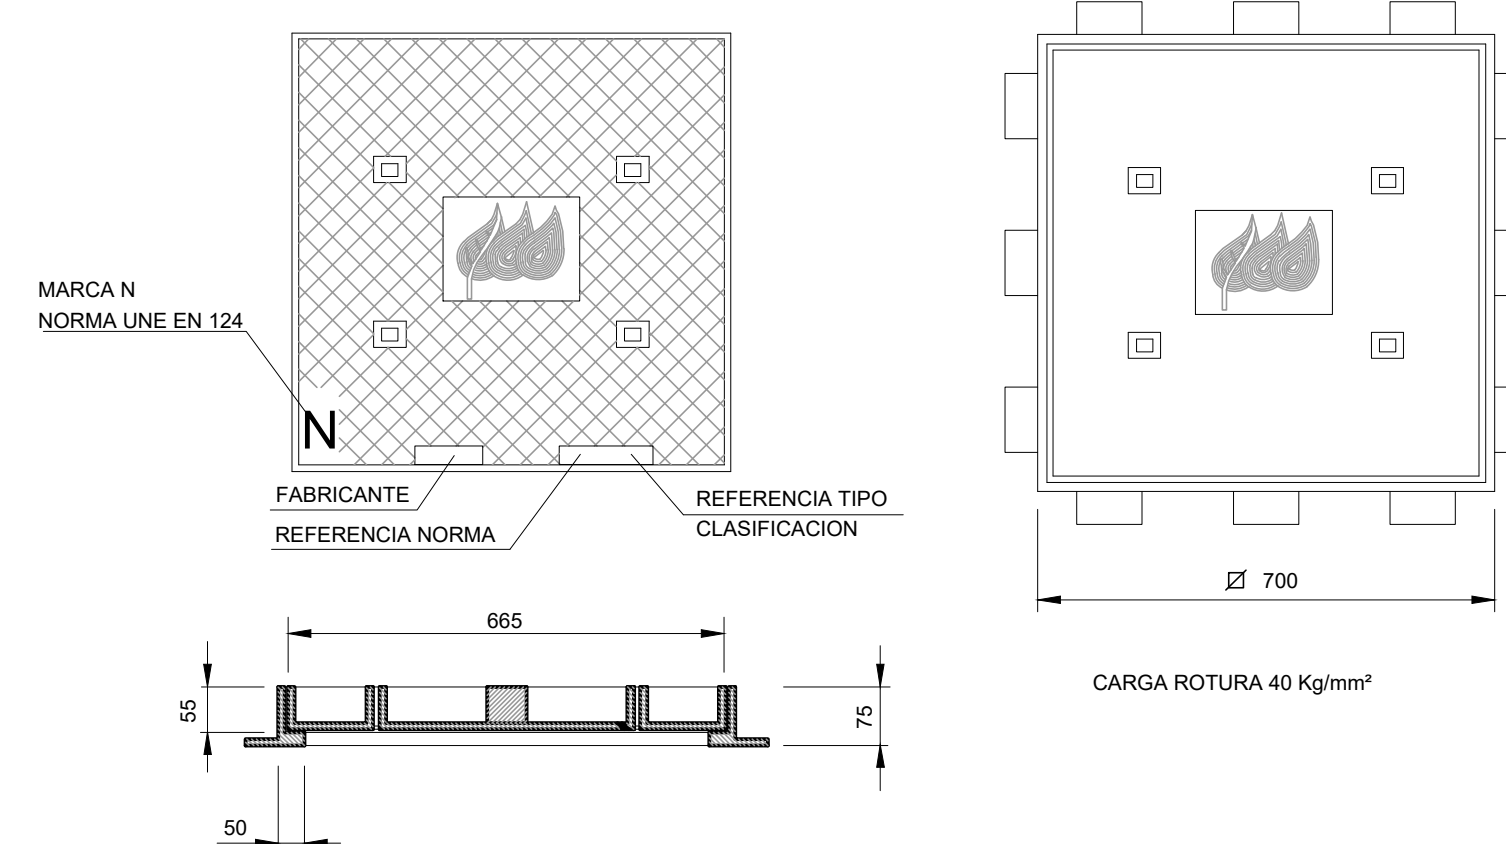 MARCA N
NORMA UNE EN 124
N
FABRICANTE
REFERENCIA NORMA
REFERENCIA TIPO
CLASIFICACION
700
665
55
75
50
CARGA ROTURA 40 Kg/mm²